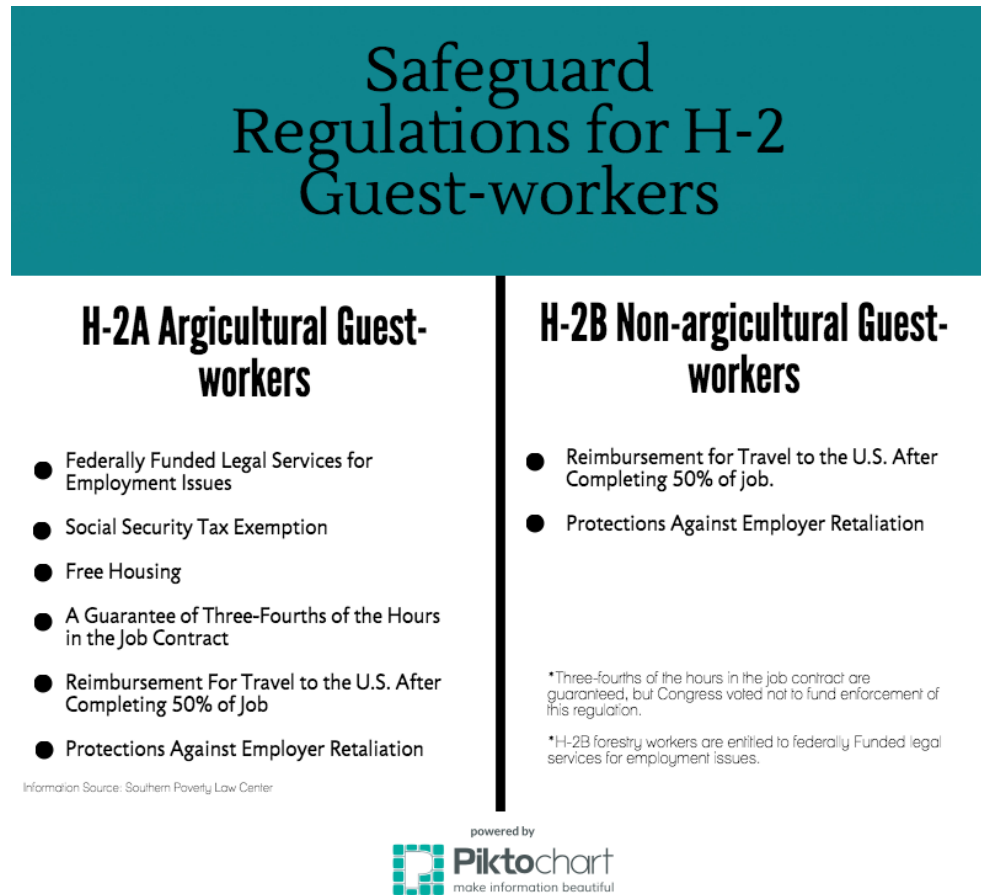 Safeguard
Regulations for H-2
Guest-workers
H-2A Argicultural Guest-
workers
Federally Funded Legal Services for
Employment Issues
Social Security Tax Exemption
Free Housing
A Guarantee of Three-Fourths of the Hours
in the Job Contract
Reimbursement For Travel to the U.S. After
Completing 50% of Job
Protections Against Employer Retaliation
Information Source: Southern Poverty Law Center
H-2B Non-argicultural Guest-
workers
Reimbursement for Travel to the U.S. After
Completing 50% of job.
Protections Against Employer Retaliation
*Three-fourths of the hours in the job contract are
guaranteed, but Congress voted not to fund enforcement of
this regulation.
*H-2B forestry workers are entitled to federally Funded legal
services for employment issues.
powered by
Piktochart
make information beautiful